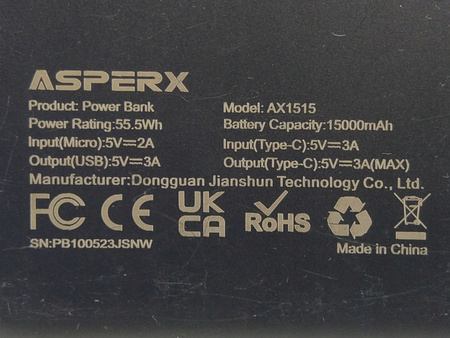 ASPERX
Product: Power Bank Model: AX1515
Power Rating:55.5Wh Battery Capacity:15000mAh
Input(Micro):5V⎓2A Input(Type-C):5V⎓3A
Output(USB):5V⎓3A Output(Type-C):5V⎓3A(MAX)
Manufacturer:Dongguan Jianshun Technology Co., Ltd.
FC CE UK CA RoHS
SN:PB100523JSNW Made in China